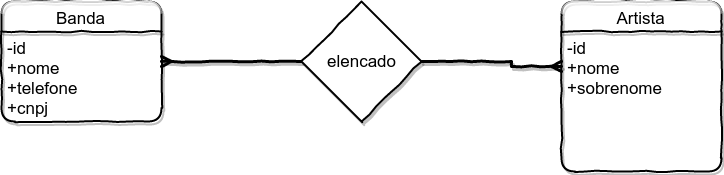 Banda
-id
+nome
+telefone
+cnpj
elencado
Artista
-id
+nome
+sobrenome